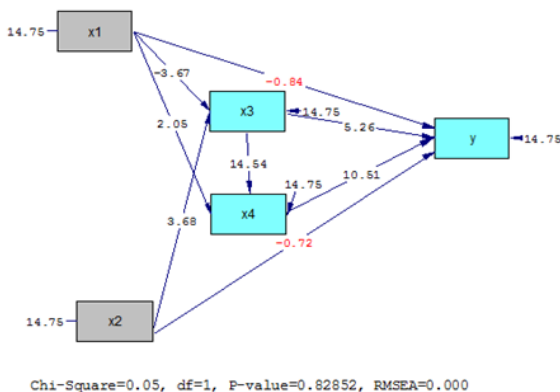 14.75
x1
-3.67
-0.84
x3
14.75
2.05
5.26
y
14.75
14.54
14.75
10.51
x4
3.68
-0.72
14.75
x2
Chi-Square=0.05, df=1, P-value=0.82852, RMSEA=0.000